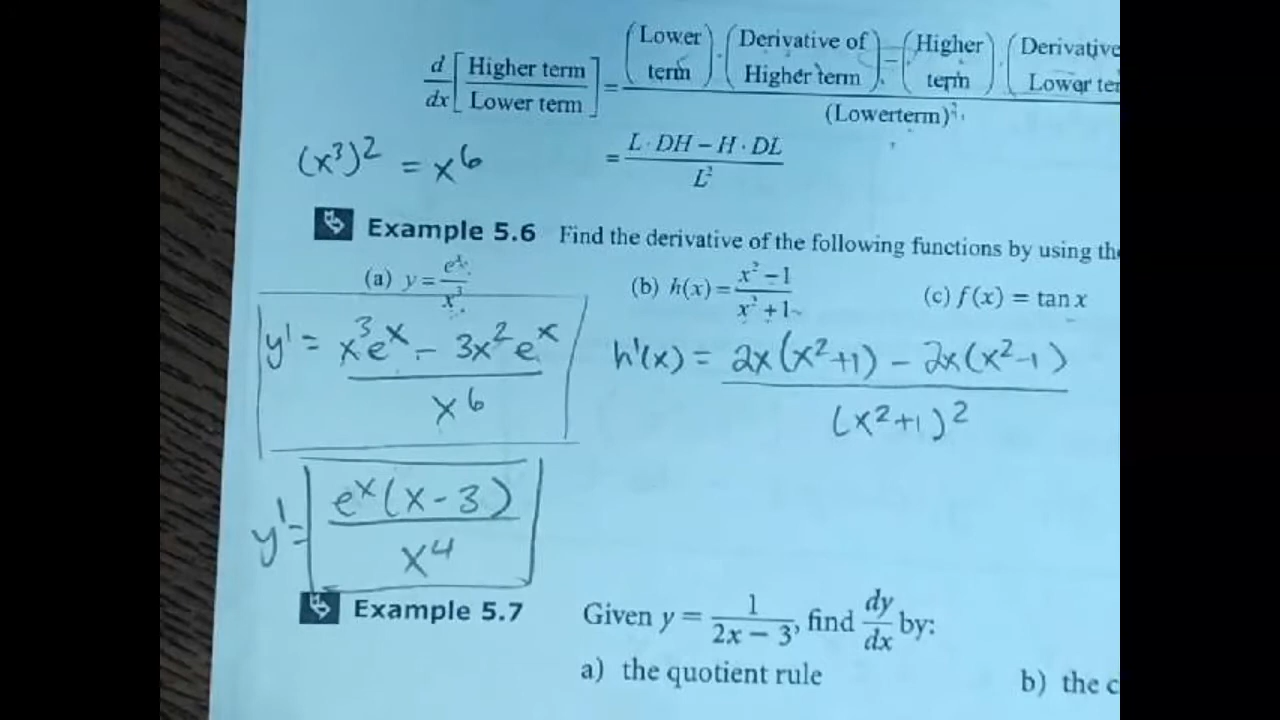 d/dx [Higher term / Lower term] = ((Lower term) · (Derivative of Higher term) − (Higher term) · (Derivative Lower
(Lowerterm)²
(x³)² = x⁶
= (L · DH − H · DL) / L²
Example 5.6 Find the derivative of the following functions by using
(a) y = eˣ / x³ (b) h(x) = (x² − 1) / (x² + 1) (c) f(x) = tan x
y' = (x³eˣ − 3x²eˣ) / x⁶
h'(x) = (2x(x²+1) − 2x(x²−1)) / (x²+1)²
y' = eˣ(x−3) / x⁴
Example 5.7 Given y = 1 / (2x − 3), find dy/dx by:
a) the quotient rule b) the